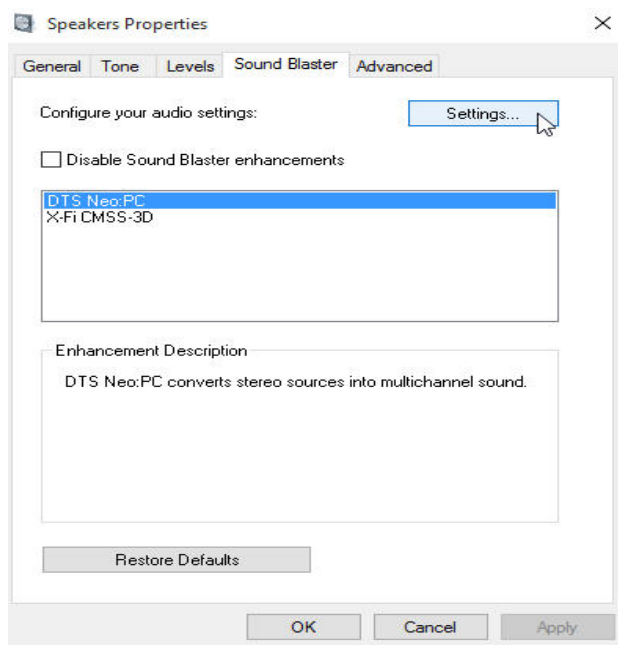 Speakers Properties
General Tone Levels Sound Blaster Advanced
Configure your audio settings: Settings...
Disable Sound Blaster enhancements
DTS Neo:PC
X-Fi CMSS-3D
Enhancement Description
DTS Neo:PC converts stereo sources into multichannel sound.
Restore Defaults
OK Cancel Apply